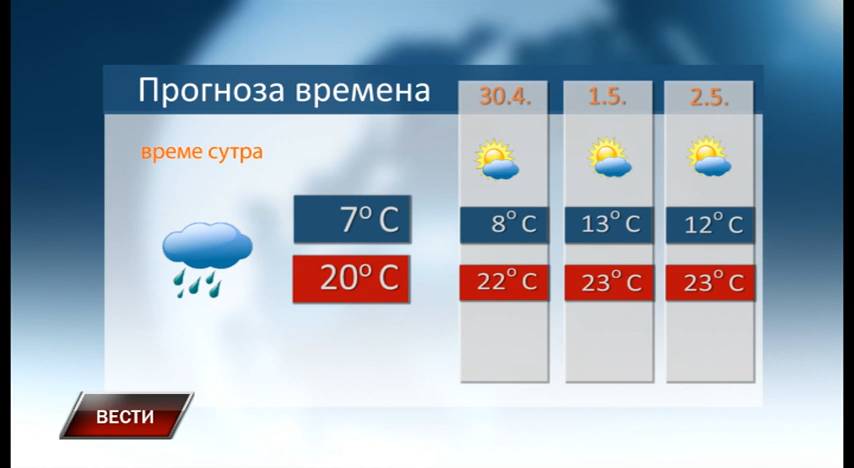 Прогноза времена
време сутра
7° C
20° C
30.4.
8° C
22° C
1.5.
13° C
23° C
2.5.
12° C
23° C
ВЕСТИ